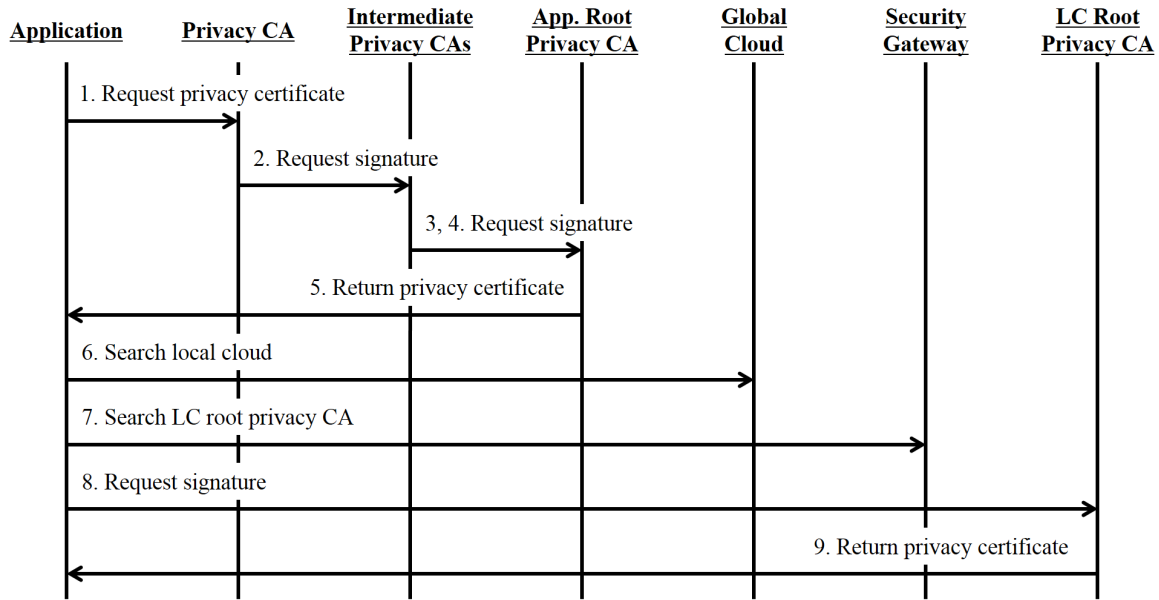 Application
Privacy CA
Intermediate
Privacy CAs
App. Root
Privacy CA
Global
Cloud
Security
Gateway
LC Root
Privacy CA
1. Request privacy certificate
2. Request signature
3, 4. Request signature
5. Return privacy certificate
6. Search local cloud
7. Search LC root privacy CA
8. Request signature
9. Return privacy certificate